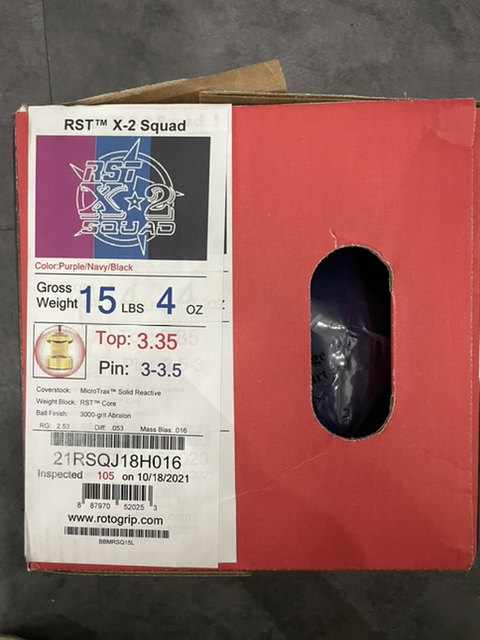 RST™ X-2 Squad
RST
X★2
SQUAD
Color:Purple/Navy/Black
Gross Weight 15 LBS 4 OZ
Top: 3.35
Pin: 3-3.5
Coverstock: MicroTrax™ Solid Reactive
Weight Block: RST™ Core
Ball Finish: 3000-grit Abralon
RG: 2.53 Diff: .053 Mass Bias: .016
21RSQJ18H016
Inspected 105 on 10/18/2021
8 87970 52025 3
www.rotogrip.com
BBMRSQ15L